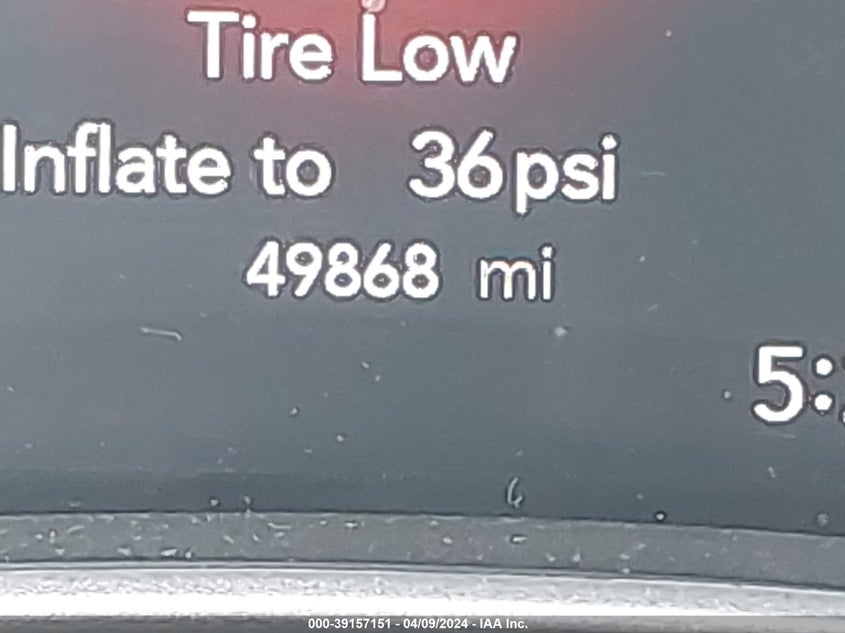 Tire Low
Inflate to 36psi
49868 mi
5:
000-39157151 - 04/09/2024 - IAA Inc.